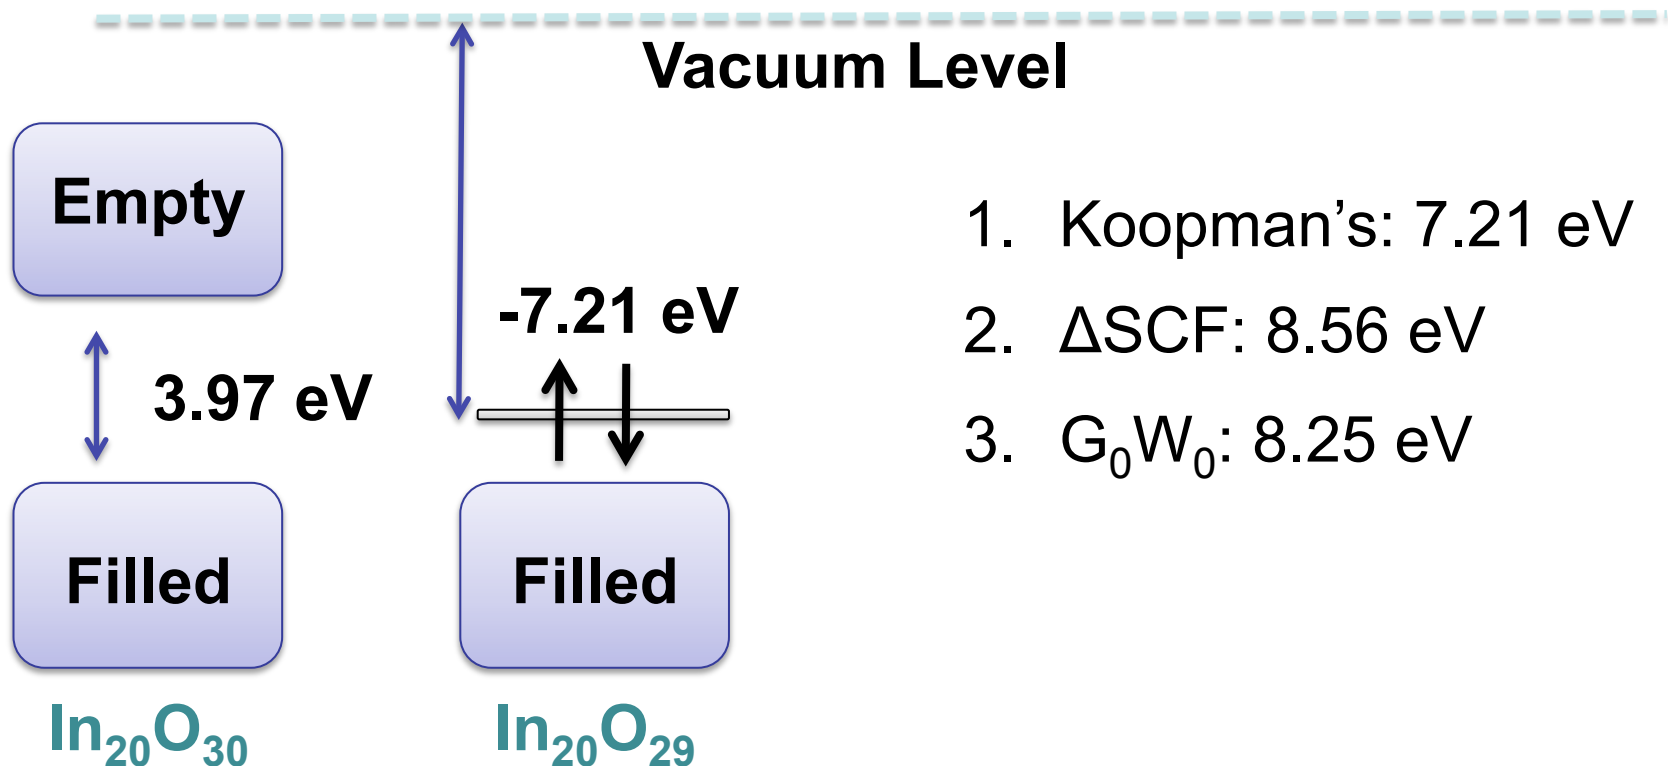 Vacuum Level
Empty
3.97 eV
Filled
In₂₀O₃₀
-7.21 eV
Filled
In₂₀O₂₉
1. Koopman’s: 7.21 eV
2. ΔSCF: 8.56 eV
3. G₀W₀: 8.25 eV